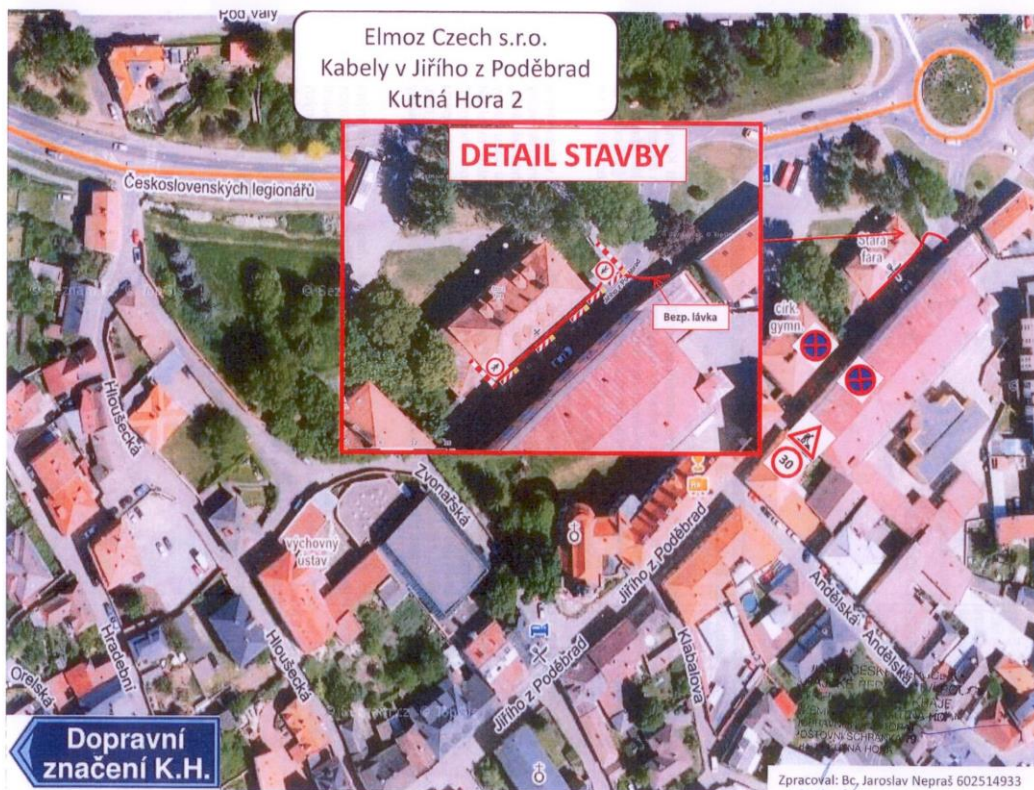 Pod Valy
Elmoz Czech s.r.o.
Kabely v Jiřího z Poděbrad
Kutná Hora 2
DETAIL STAVBY
Československých legionářů
Stará
fara
Bezp. lávka
círk.
gymn.
30
Hloušecká
Zvonařská
výchovný
ústav
Jiřího z Poděbrad
Hradební
Hloušecká
Orelská
Jiřího z Poděbrad
Klabalova
Andělská
Andělská
Dopravní
značení K.H.
Zpracoval: Bc, Jaroslav Nepraš 602514933